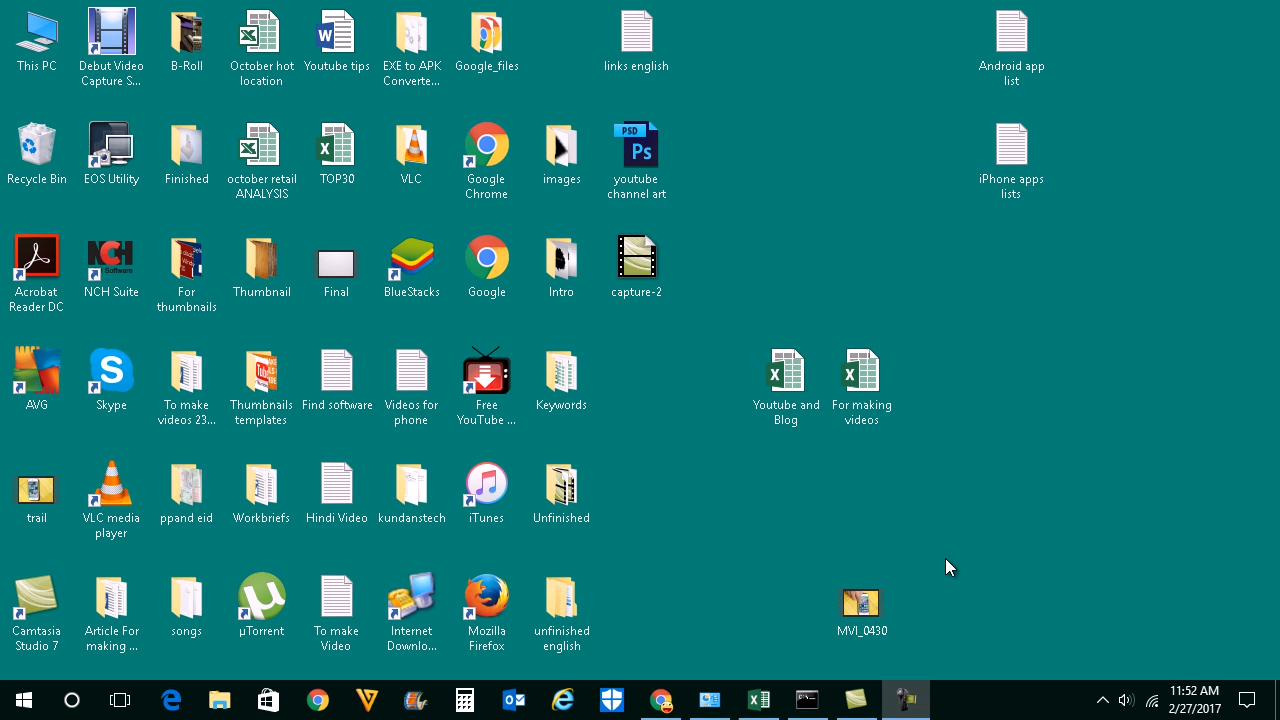 This PC
Debut Video
Capture S...
B-Roll
October hot
location
Youtube tips
EXE to APK
Converte...
Google_files
links english
Android app
list
Recycle Bin
EOS Utility
Finished
october retail
ANALYSIS
TOP30
VLC
Google
Chrome
images
PSD
Ps
youtube
channel art
iPhone apps
lists
Acrobat
Reader DC
NCH
Software
NCH Suite
For
thumbnails
Thumbnail
Final
BlueStacks
Google
Intro
capture-2
AVG
Skype
To make
videos 23...
Thumbnails
templates
Find software
Videos for
phone
Free
YouTube ...
Keywords
Youtube and
Blog
For making
videos
trail
VLC media
player
ppand eid
Workbriefs
Hindi Video
kundanstech
iTunes
Unfinished
Camtasia
Studio 7
Article For
making ...
songs
µTorrent
To make
Video
Internet
Downlo...
Mozilla
Firefox
unfinished
english
MVI_0430
11:52 AM
2/27/2017